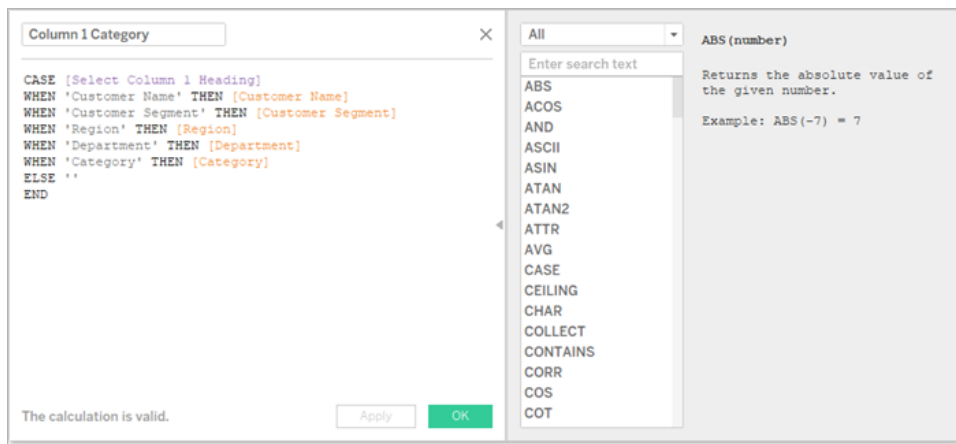 Column 1 Category
CASE [Select Column 1 Heading]
WHEN 'Customer Name' THEN [Customer Name]
WHEN 'Customer Segment' THEN [Customer Segment]
WHEN 'Region' THEN [Region]
WHEN 'Department' THEN [Department]
WHEN 'Category' THEN [Category]
ELSE ''
END
The calculation is valid.
Apply
OK
All
Enter search text
ABS
ACOS
AND
ASCII
ASIN
ATAN
ATAN2
ATTR
AVG
CASE
CEILING
CHAR
COLLECT
CONTAINS
CORR
COS
COT
ABS(number)
Returns the absolute value of
the given number.
Example: ABS(-7) = 7